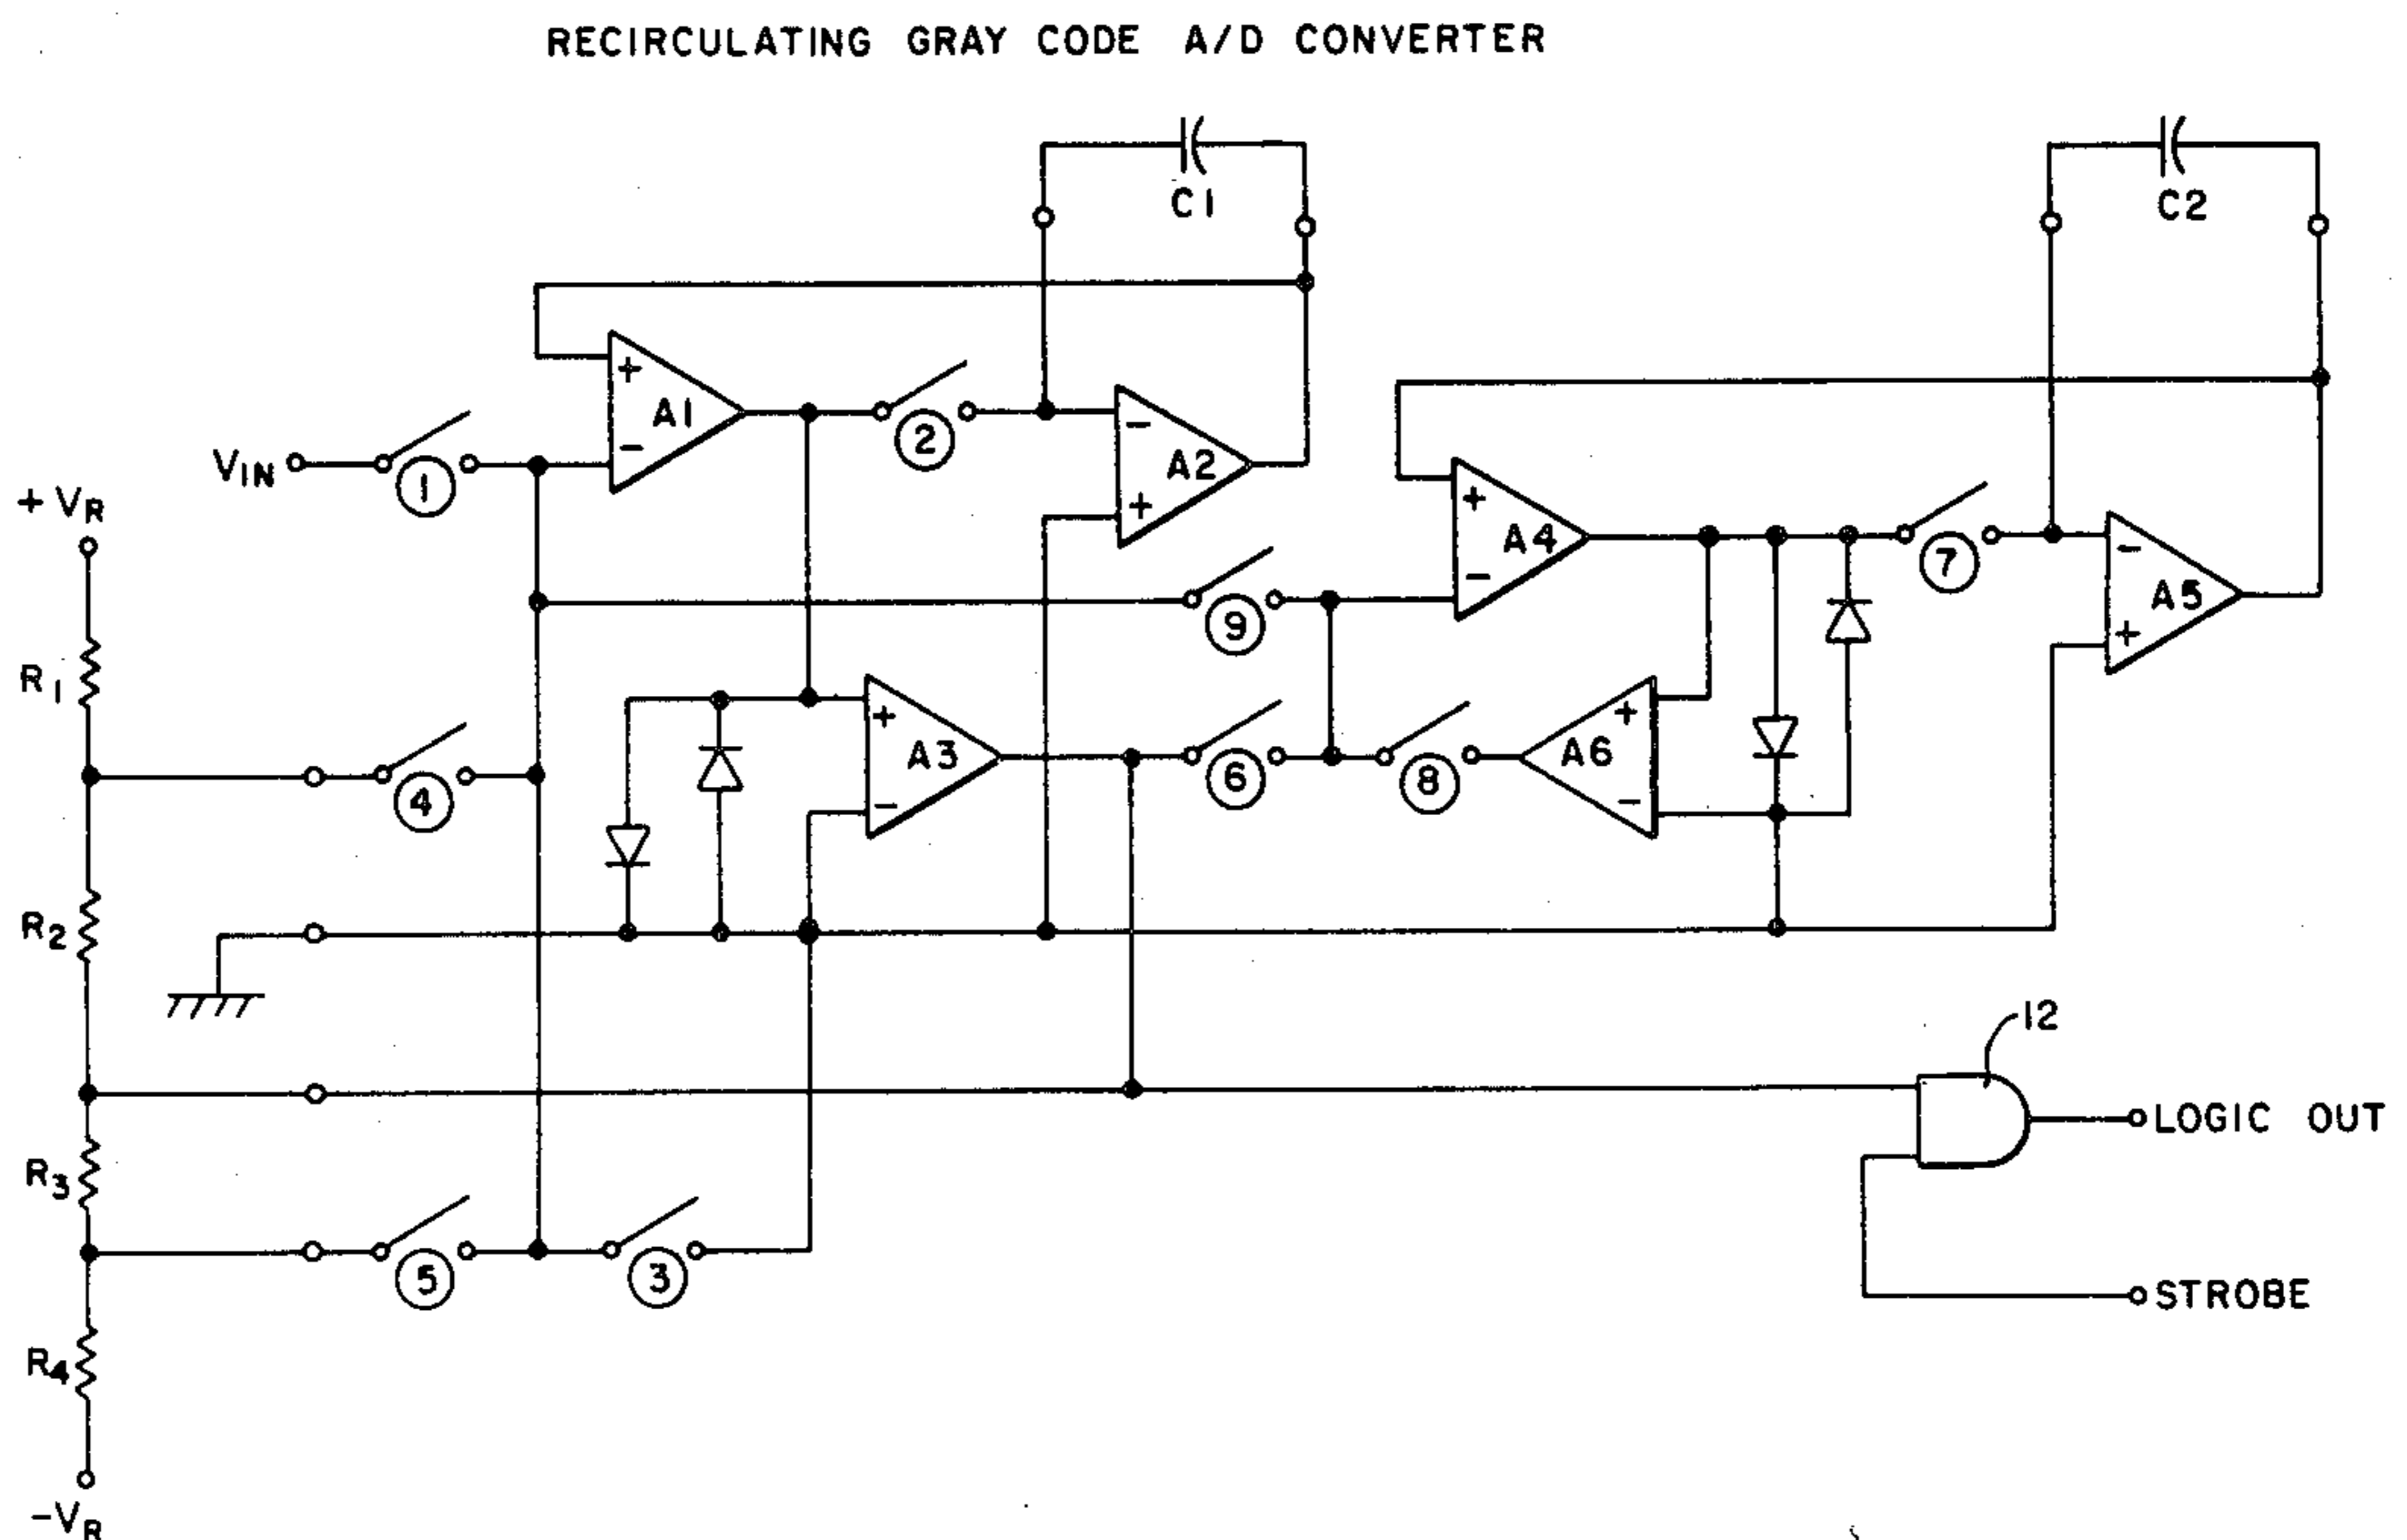 RECIRCULATING GRAY CODE A/D CONVERTER
C1
C2
+
A1
−
2
−
A2
+
VIN
1
+VR
+
A4
−
7
−
A5
+
9
R1
+
A3
−
6
8
A6
+
−
4
R2
12
LOGIC OUT
R3
5
3
STROBE
R4
−VR